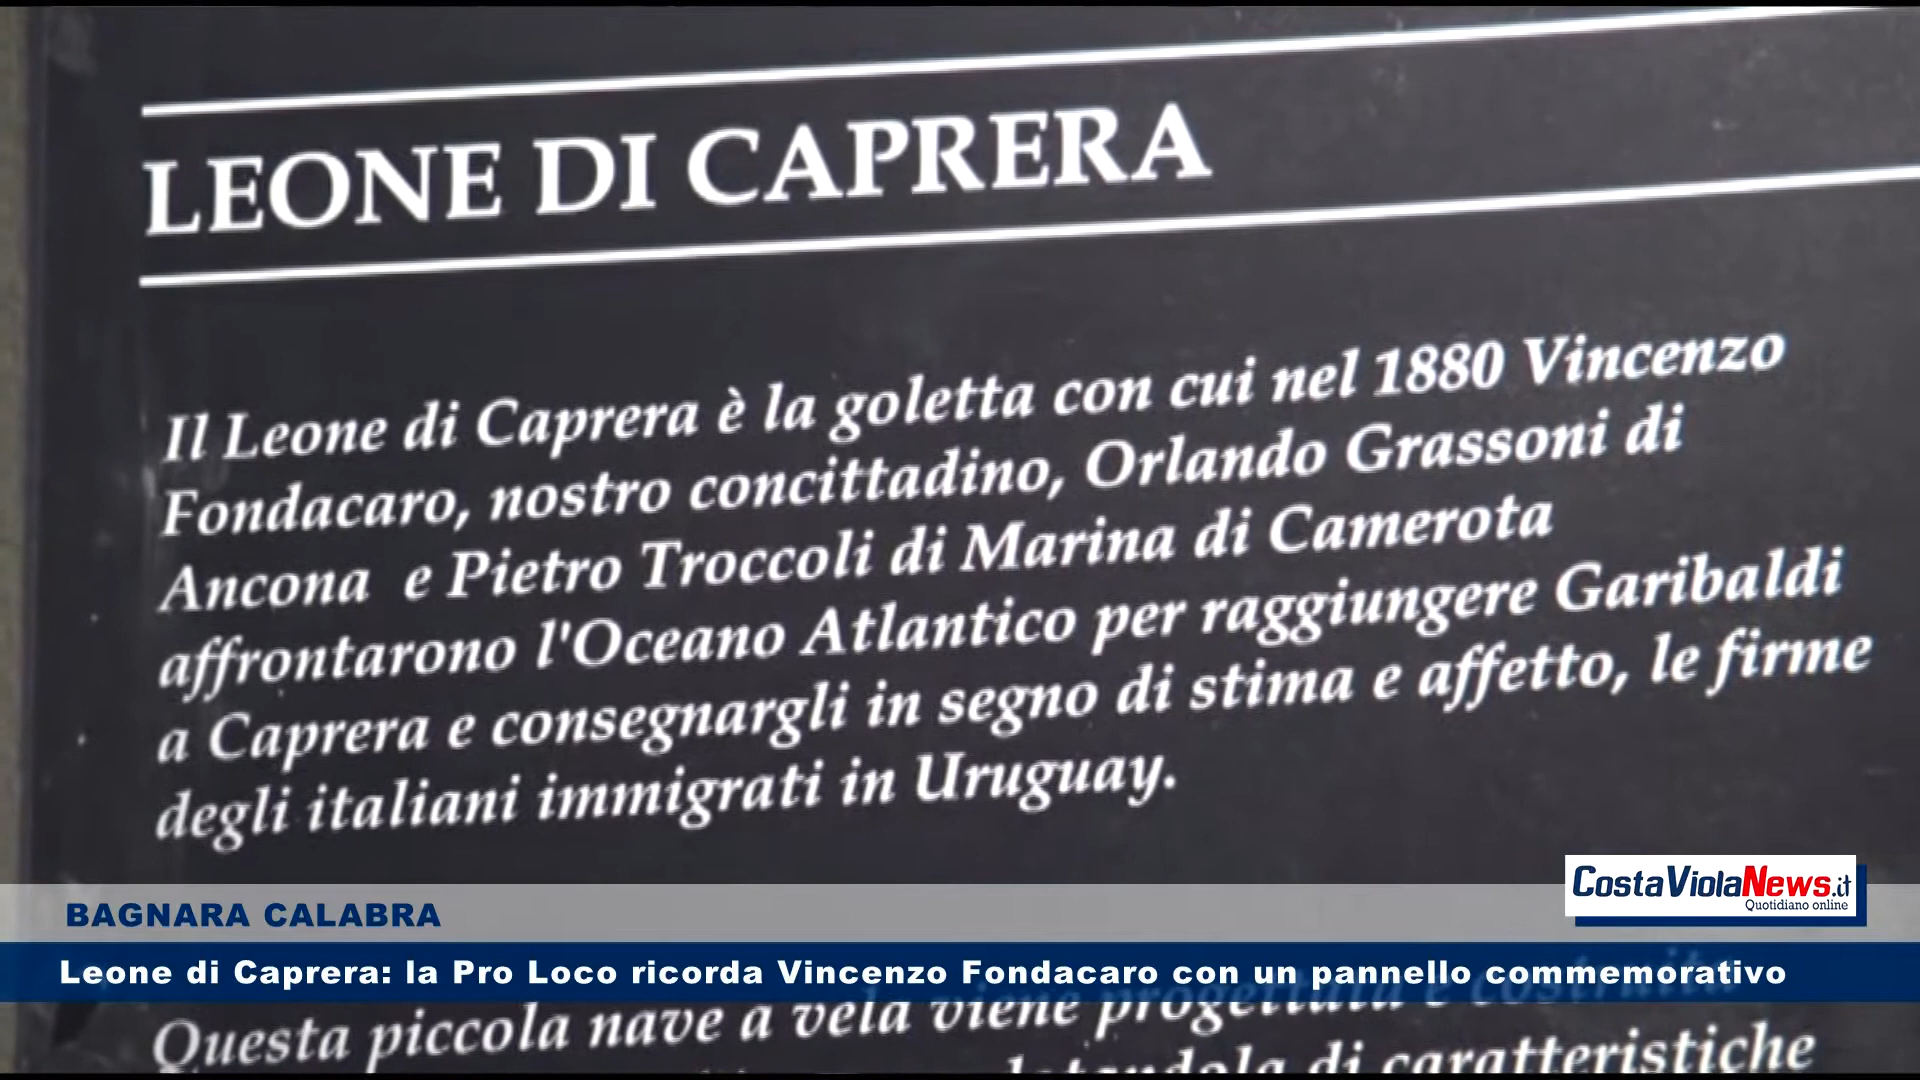 LEONE DI CAPRERA
Il Leone di Caprera è la goletta con cui nel 1880 Vincenzo
Fondacaro, nostro concittadino, Orlando Grassoni di
Ancona e Pietro Troccoli di Marina di Camerota
affrontarono l'Oceano Atlantico per raggiungere Garibaldi
a Caprera e consegnargli in segno di stima e affetto, le firme
degli italiani immigrati in Uruguay.
CostaViolaNews.it
Quotidiano online
BAGNARA CALABRA
Leone di Caprera: la Pro Loco ricorda Vincenzo Fondacaro con un pannello commemorativo
Questa piccola nave a vela viene progettata e costruita
di caratteristiche